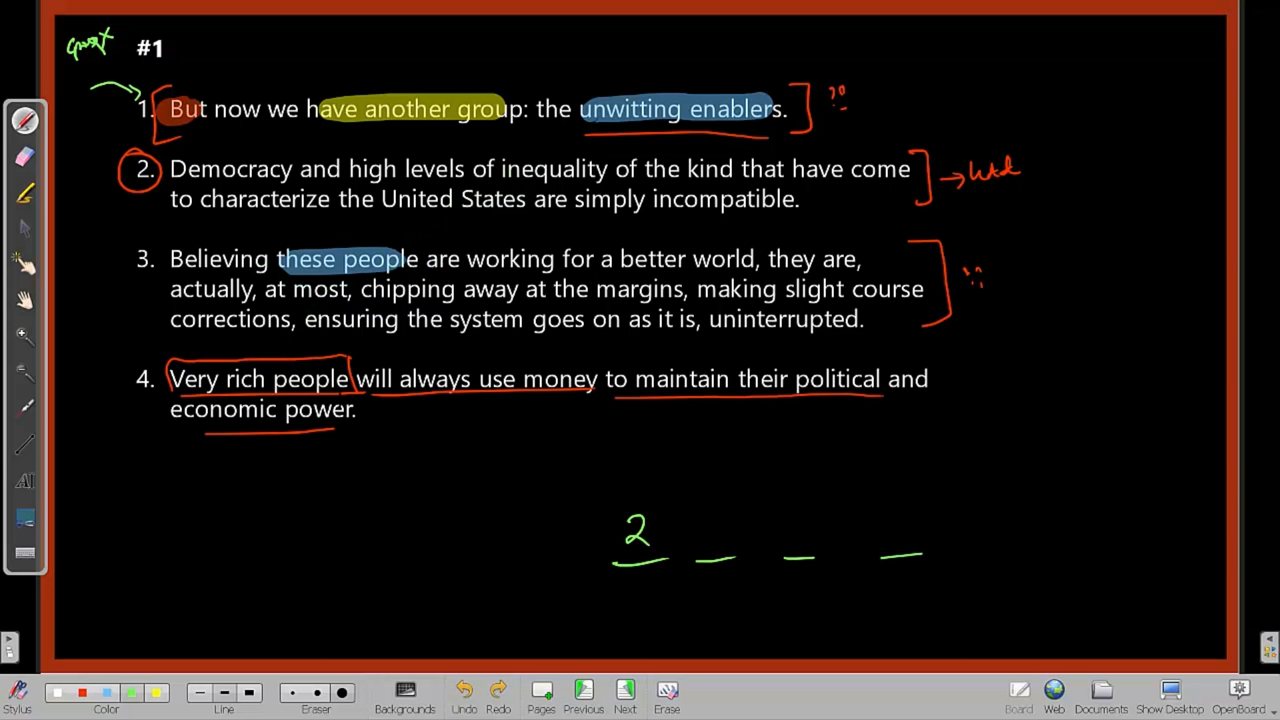 #1
1. But now we have another group: the unwitting enablers.
2. Democracy and high levels of inequality of the kind that have come
to characterize the United States are simply incompatible.
3. Believing these people are working for a better world, they are,
actually, at most, chipping away at the margins, making slight course
corrections, ensuring the system goes on as it is, uninterrupted.
4. Very rich people will always use money to maintain their political and
economic power.
2
Stylus
Color
Line
Eraser
Backgrounds
Undo
Redo
Pages
Previous
Next
Erase
Board
Web
Documents
Show Desktop
OpenBoard